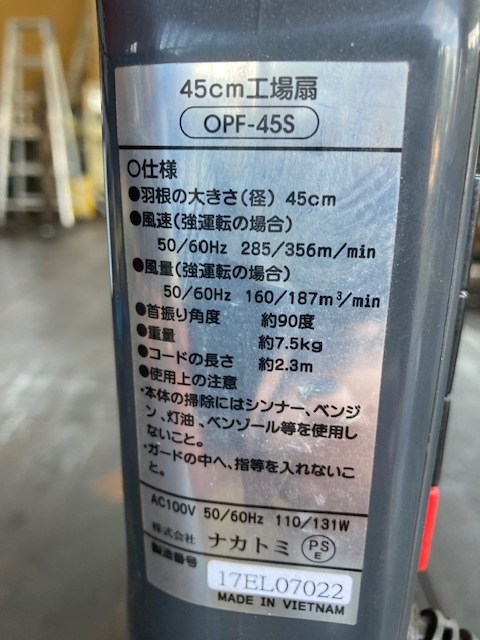 45cm工場扇
OPF-45S
〇仕様
●羽根の大きさ(径) 45cm
●風速(強運転の場合)
50/60Hz 285/356m/min
●風量(強運転の場合)
50/60Hz 160/187m³/min
●首振り角度 約90度
●重量 約7.5kg
●コードの長さ 約2.3m
●使用上の注意
・本体の掃除にはシンナー、ベンジ
ン、灯油、ベンゾール等を使用し
ないこと。
・ガードの中へ、指等を入れないこ
と。
AC100V 50/60Hz 110/131W
株式会社 ナカトミ PSE
製造番号 17EL07022
MADE IN VIETNAM